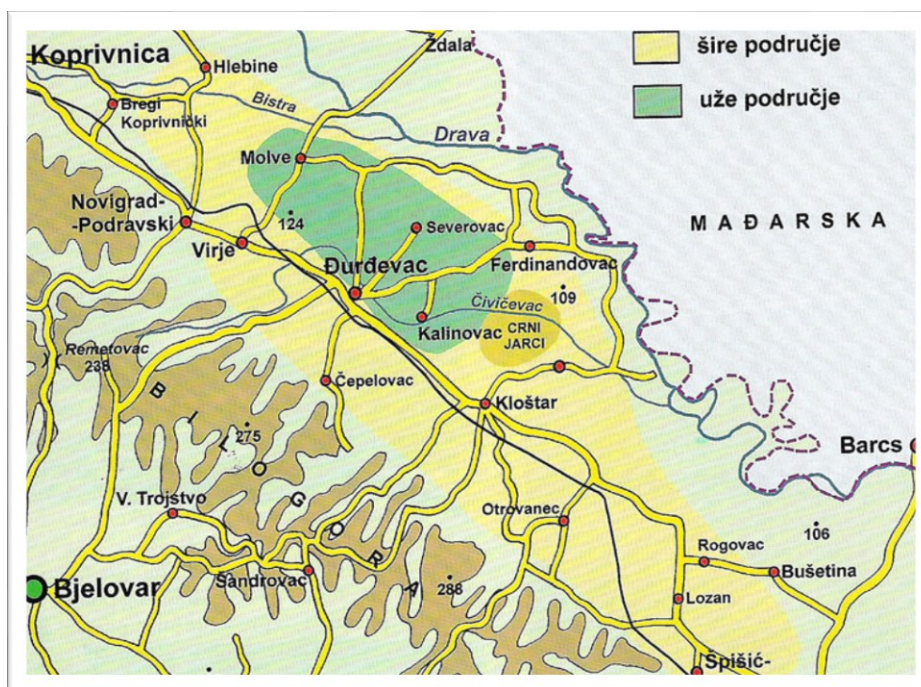 Koprivnica
Ždala
šire područje
Hlebine
uže područje
Bregi
Koprivnički
Bistra
Drava
Molve
Novigrad-
-Podravski
124
Severovac
MAĐARSKA
Virje
Ferdinandovac
Đurđevac
109
Čivičevac
Kalinovac
CRNI
JARCI
Remetovac
238
Čepelovac
BILOGORA
Kloštar
275
Barcs
V. Trojstvo
Otrovanec
106
Rogovac
Bušetina
Sandrovac
Bjelovar
288
Lozan
Špišić-